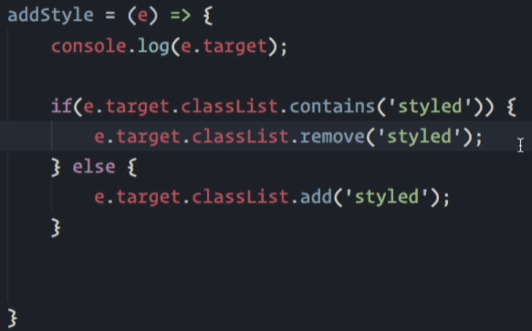 addStyle = (e) => {
    console.log(e.target);
    if(e.target.classList.contains('styled')) {
        e.target.classList.remove('styled');
    } else {
        e.target.classList.add('styled');
    }
}